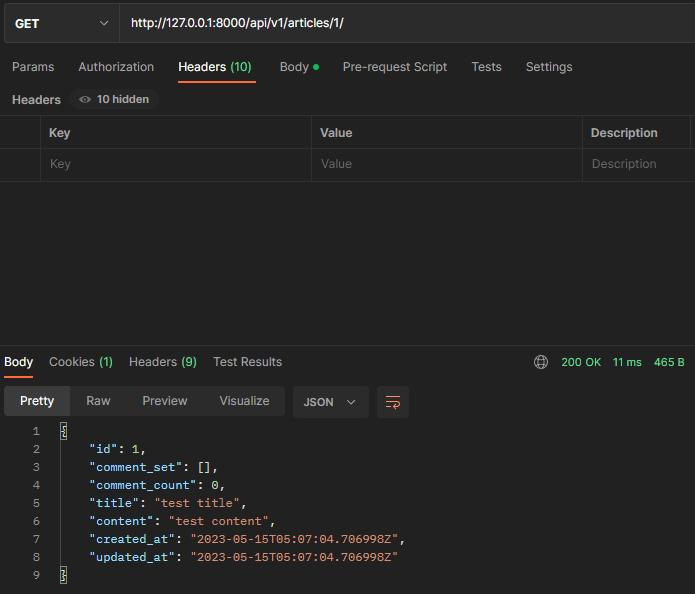 GET http://127.0.0.1:8000/api/v1/articles/1/
Params Authorization Headers (10) Body Pre-request Script Tests Settings
Headers 10 hidden
Key Value Description
Key Value Description
Body Cookies (1) Headers (9) Test Results 200 OK 11 ms 465 B
Pretty Raw Preview Visualize JSON
1 {
2 "id": 1,
3 "comment_set": [],
4 "comment_count": 0,
5 "title": "test title",
6 "content": "test content",
7 "created_at": "2023-05-15T05:07:04.706998Z",
8 "updated_at": "2023-05-15T05:07:04.706998Z"
9 }